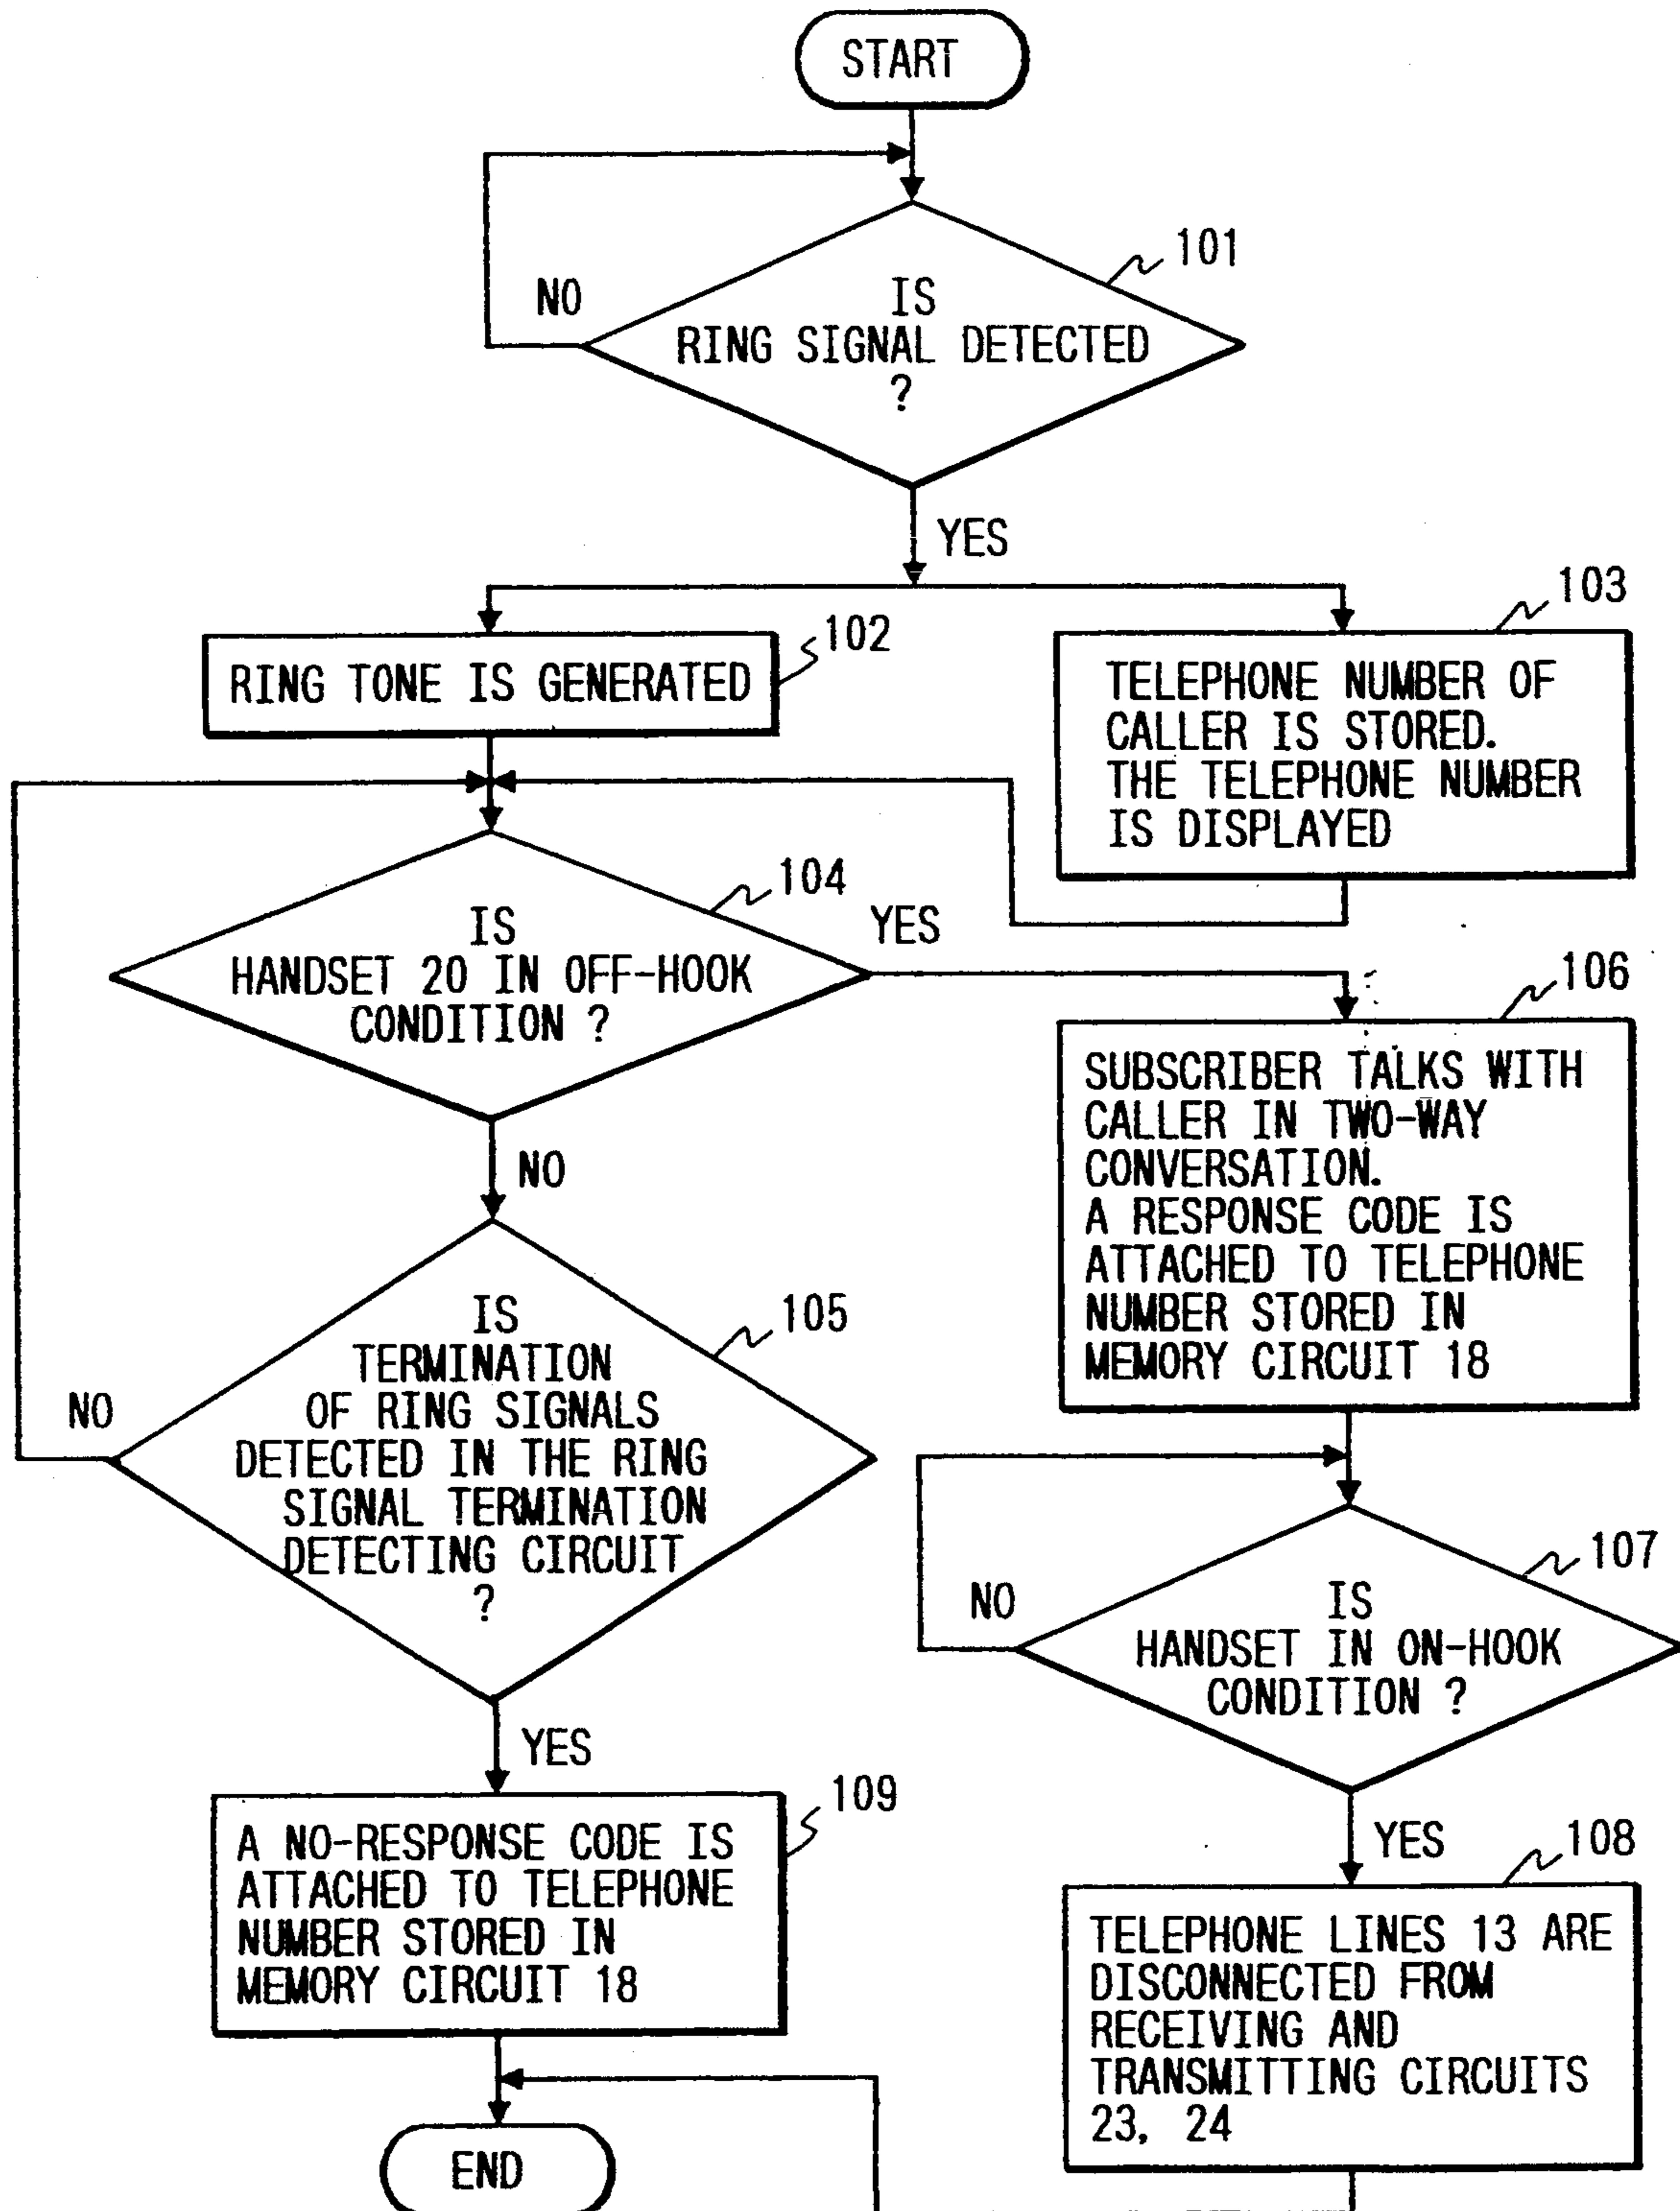 START
101
NO
IS
RING SIGNAL DETECTED
?
YES
103
102
RING TONE IS GENERATED
TELEPHONE NUMBER OF
CALLER IS STORED.
THE TELEPHONE NUMBER
IS DISPLAYED
104
YES
IS
HANDSET 20 IN OFF-HOOK
CONDITION ?
106
NO
SUBSCRIBER TALKS WITH
CALLER IN TWO-WAY
CONVERSATION.
A RESPONSE CODE IS
ATTACHED TO TELEPHONE
NUMBER STORED IN
MEMORY CIRCUIT 18
105
NO
IS
TERMINATION
OF RING SIGNALS
DETECTED IN THE RING
SIGNAL TERMINATION
DETECTING CIRCUIT
?
107
NO
IS
HANDSET IN ON-HOOK
CONDITION ?
YES
109
A NO-RESPONSE CODE IS
ATTACHED TO TELEPHONE
NUMBER STORED IN
MEMORY CIRCUIT 18
YES
108
TELEPHONE LINES 13 ARE
DISCONNECTED FROM
RECEIVING AND
TRANSMITTING CIRCUITS
23, 24
END